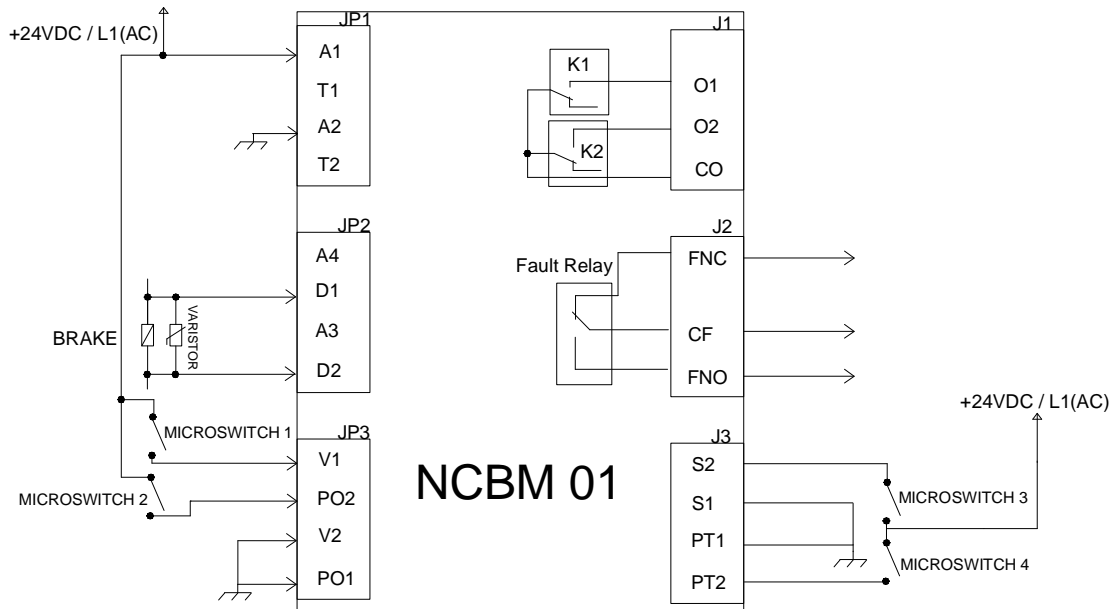 +24VDC / L1(AC)
JP1
A1
T1
A2
T2
JP2
A4
D1
A3
D2
BRAKE
VARISTOR
MICROSWITCH 1
MICROSWITCH 2
JP3
V1
PO2
V2
PO1
NCBM 01
K1
K2
J1
O1
O2
CO
Fault Relay
J2
FNC
CF
FNO
J3
S2
S1
PT1
PT2
+24VDC / L1(AC)
MICROSWITCH 3
MICROSWITCH 4